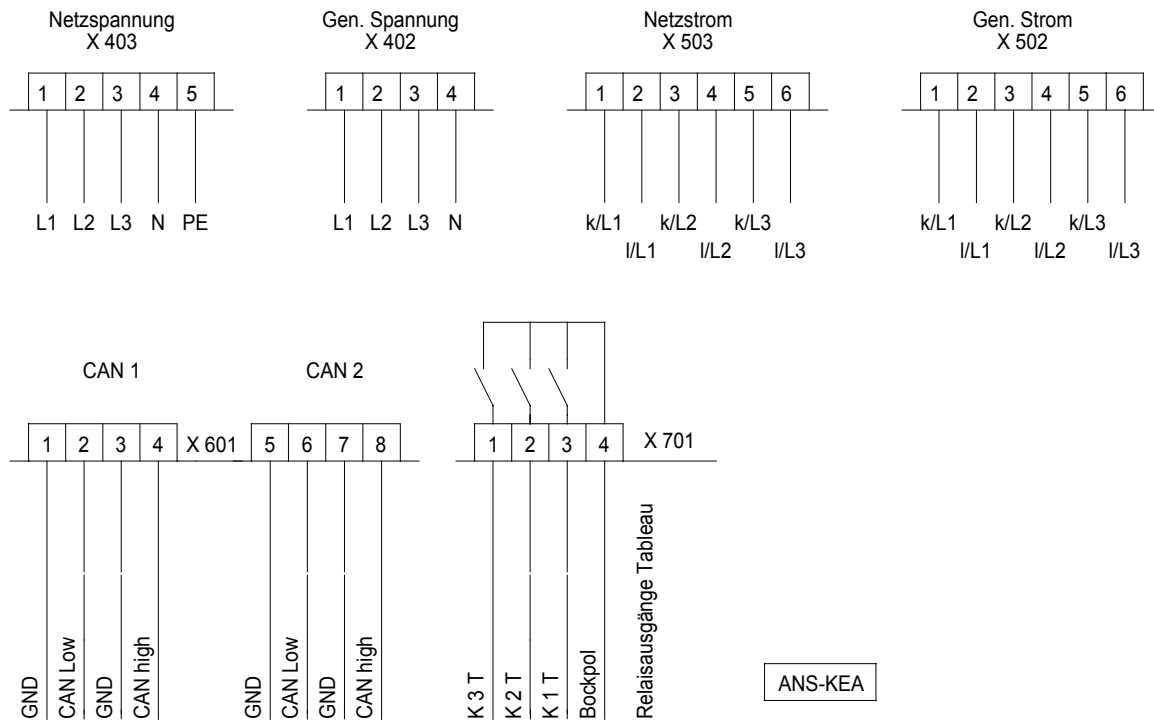 Netzspannung
X 403
1 2 3 4 5
L1 L2 L3 N PE
Gen. Spannung
X 402
1 2 3 4
L1 L2 L3 N
Netzstrom
X 503
1 2 3 4 5 6
k/L1 k/L2 k/L3
l/L1 l/L2 l/L3
Gen. Strom
X 502
1 2 3 4 5 6
k/L1 k/L2 k/L3
l/L1 l/L2 l/L3
CAN 1
1 2 3 4
X 601
GND
CAN Low
GND
CAN high
CAN 2
5 6 7 8
GND
CAN Low
GND
CAN high
1 2 3 4
X 701
K 3 T
K 2 T
K 1 T
Bockpol
Relaisausgänge Tableau
ANS-KEA